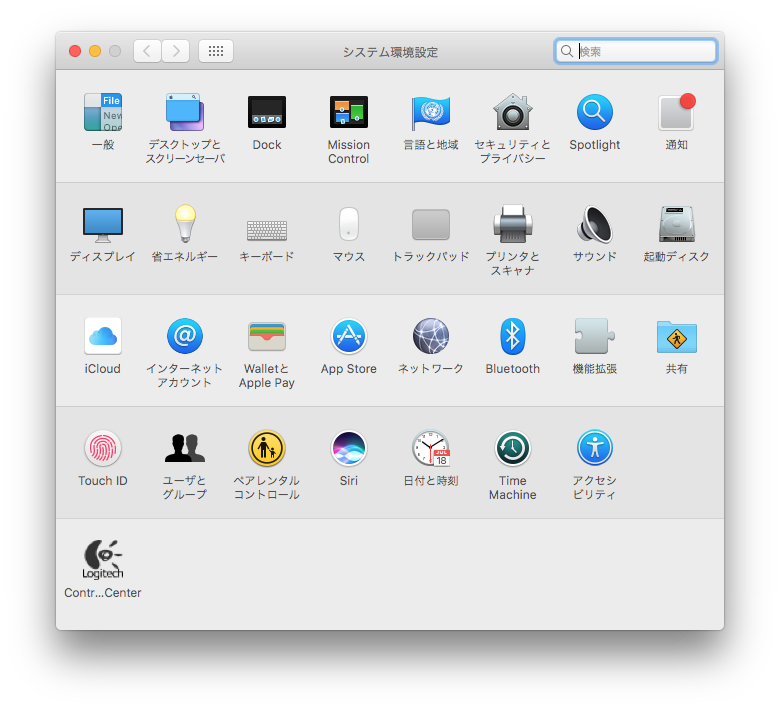 システム環境設定
検索
File
New
Ope
一般
デスクトップと
スクリーンセーバ
Dock
Mission
Control
言語と地域
セキュリティと
プライバシー
Spotlight
通知
ディスプレイ
省エネルギー
キーボード
マウス
トラックパッド
プリンタと
スキャナ
サウンド
起動ディスク
iCloud
@
インターネット
アカウント
Walletと
Apple Pay
App Store
ネットワーク
Bluetooth
機能拡張
共有
Touch ID
ユーザと
グループ
ペアレンタル
コントロール
Siri
JUL
18
日付と時刻
Time
Machine
アクセシ
ビリティ
Logitech
Contr...Center